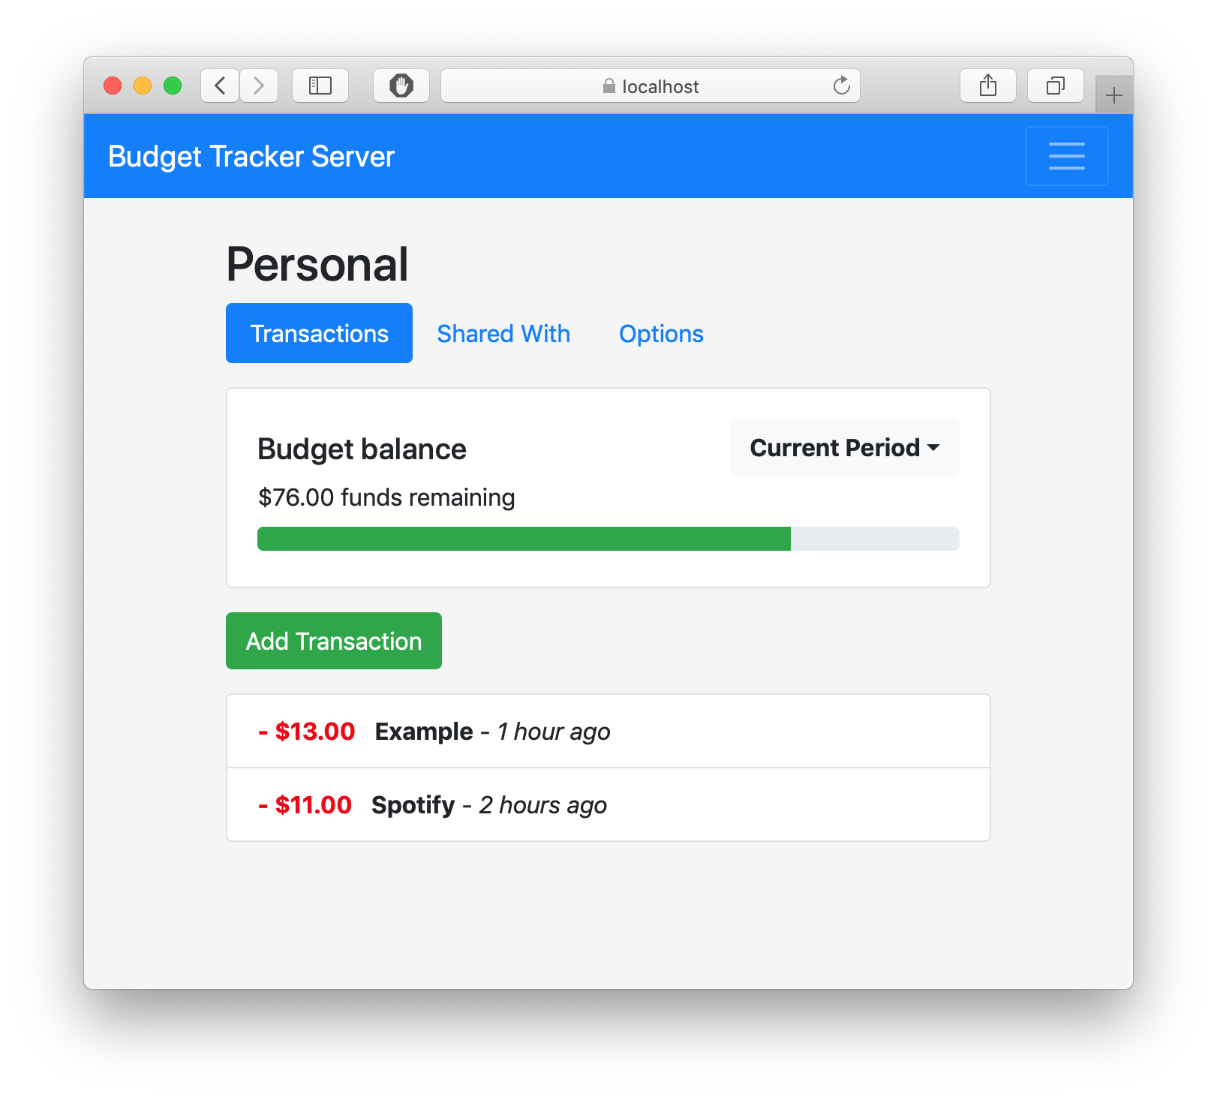 localhost
Budget Tracker Server
Personal
Transactions Shared With Options
Budget balance Current Period
$76.00 funds remaining
Add Transaction
- $13.00 Example - 1 hour ago
- $11.00 Spotify - 2 hours ago